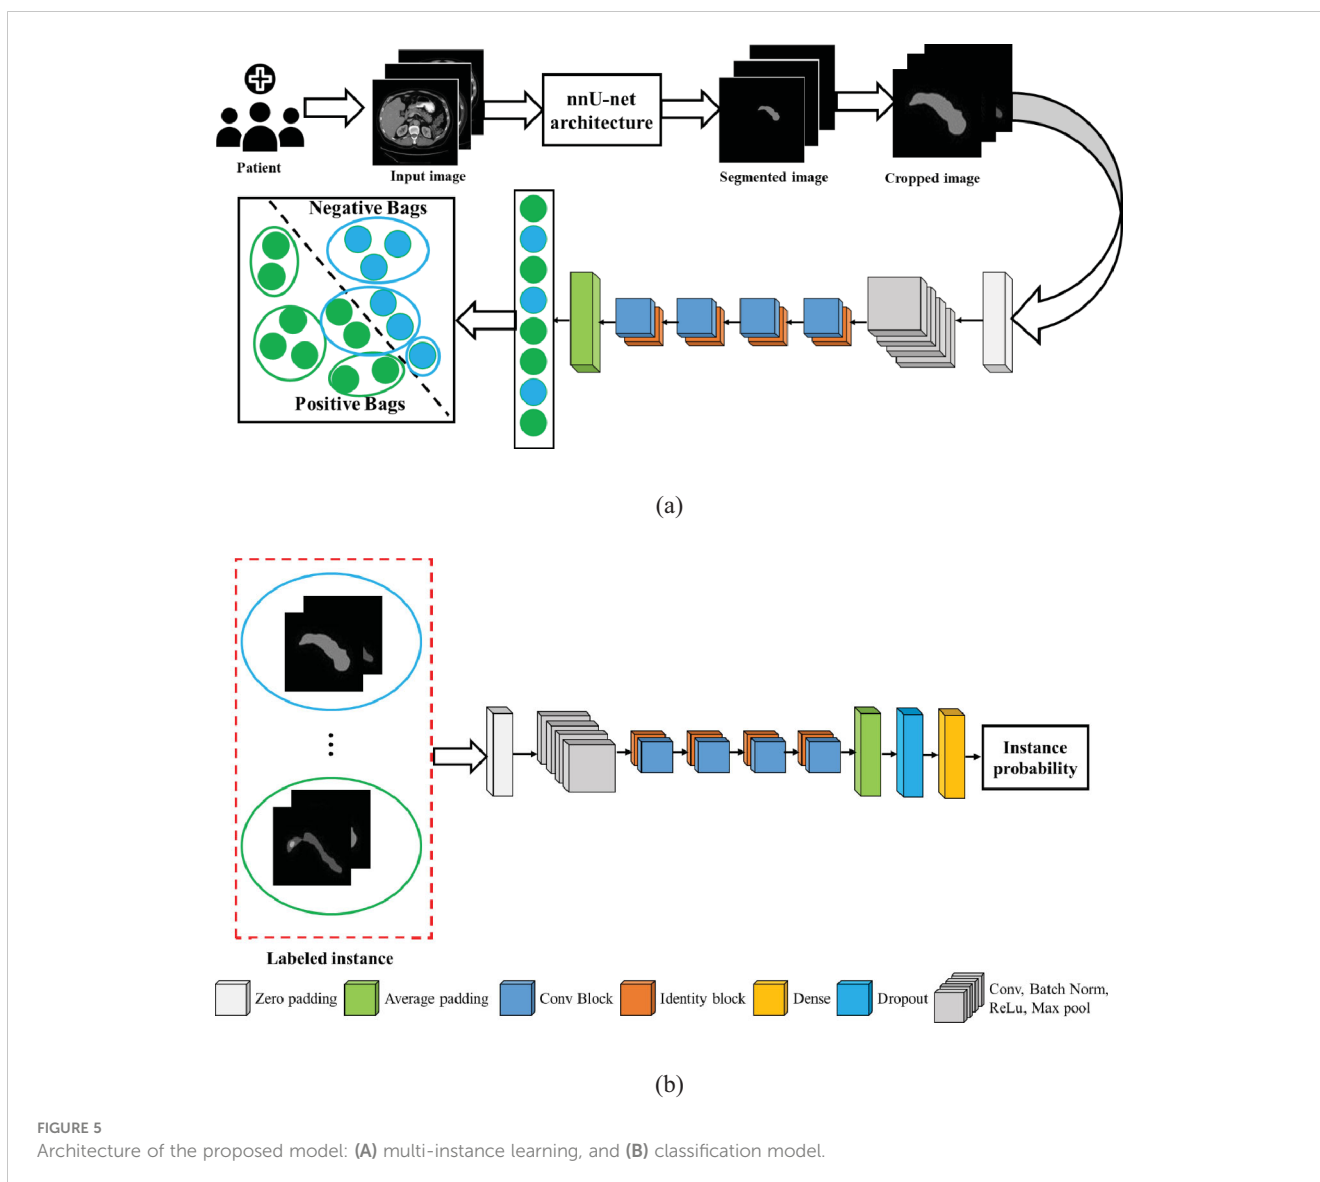 Patient
Input image
nnU-net
architecture
Segmented image
Cropped image
Negative Bags
Positive Bags
(a)
Labeled instance
Instance
probability
Zero padding
Average padding
Conv Block
Identity block
Dense
Dropout
Conv, Batch Norm,
ReLu, Max pool
(b)
FIGURE 5
Architecture of the proposed model: (A) multi-instance learning, and (B) classification model.